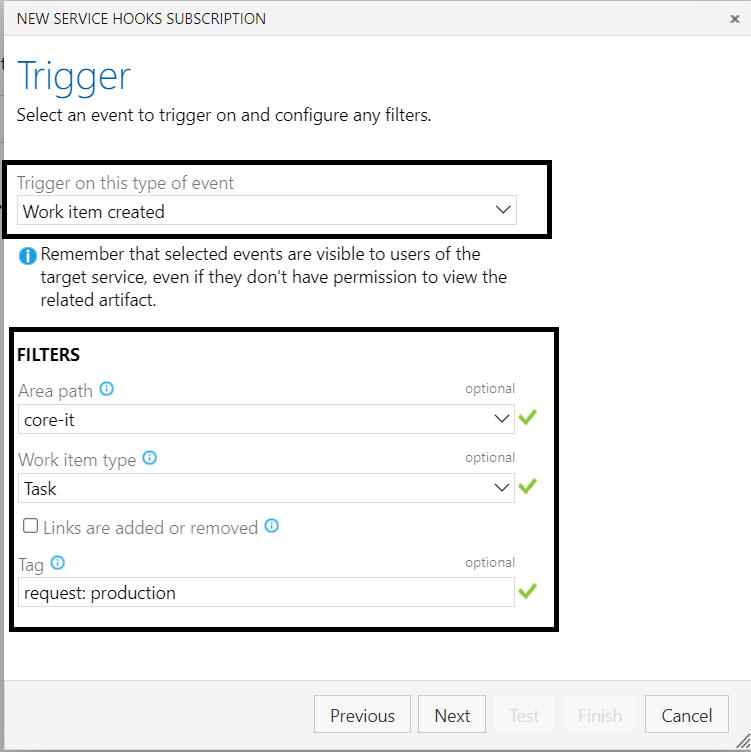 NEW SERVICE HOOKS SUBSCRIPTION
Trigger
Select an event to trigger on and configure any filters.
Trigger on this type of event
Work item created
Remember that selected events are visible to users of the
target service, even if they don't have permission to view the
related artifact.
FILTERS
Area path optional
core-it
Work item type optional
Task
Links are added or removed
Tag optional
request: production
Previous Next Test Finish Cancel